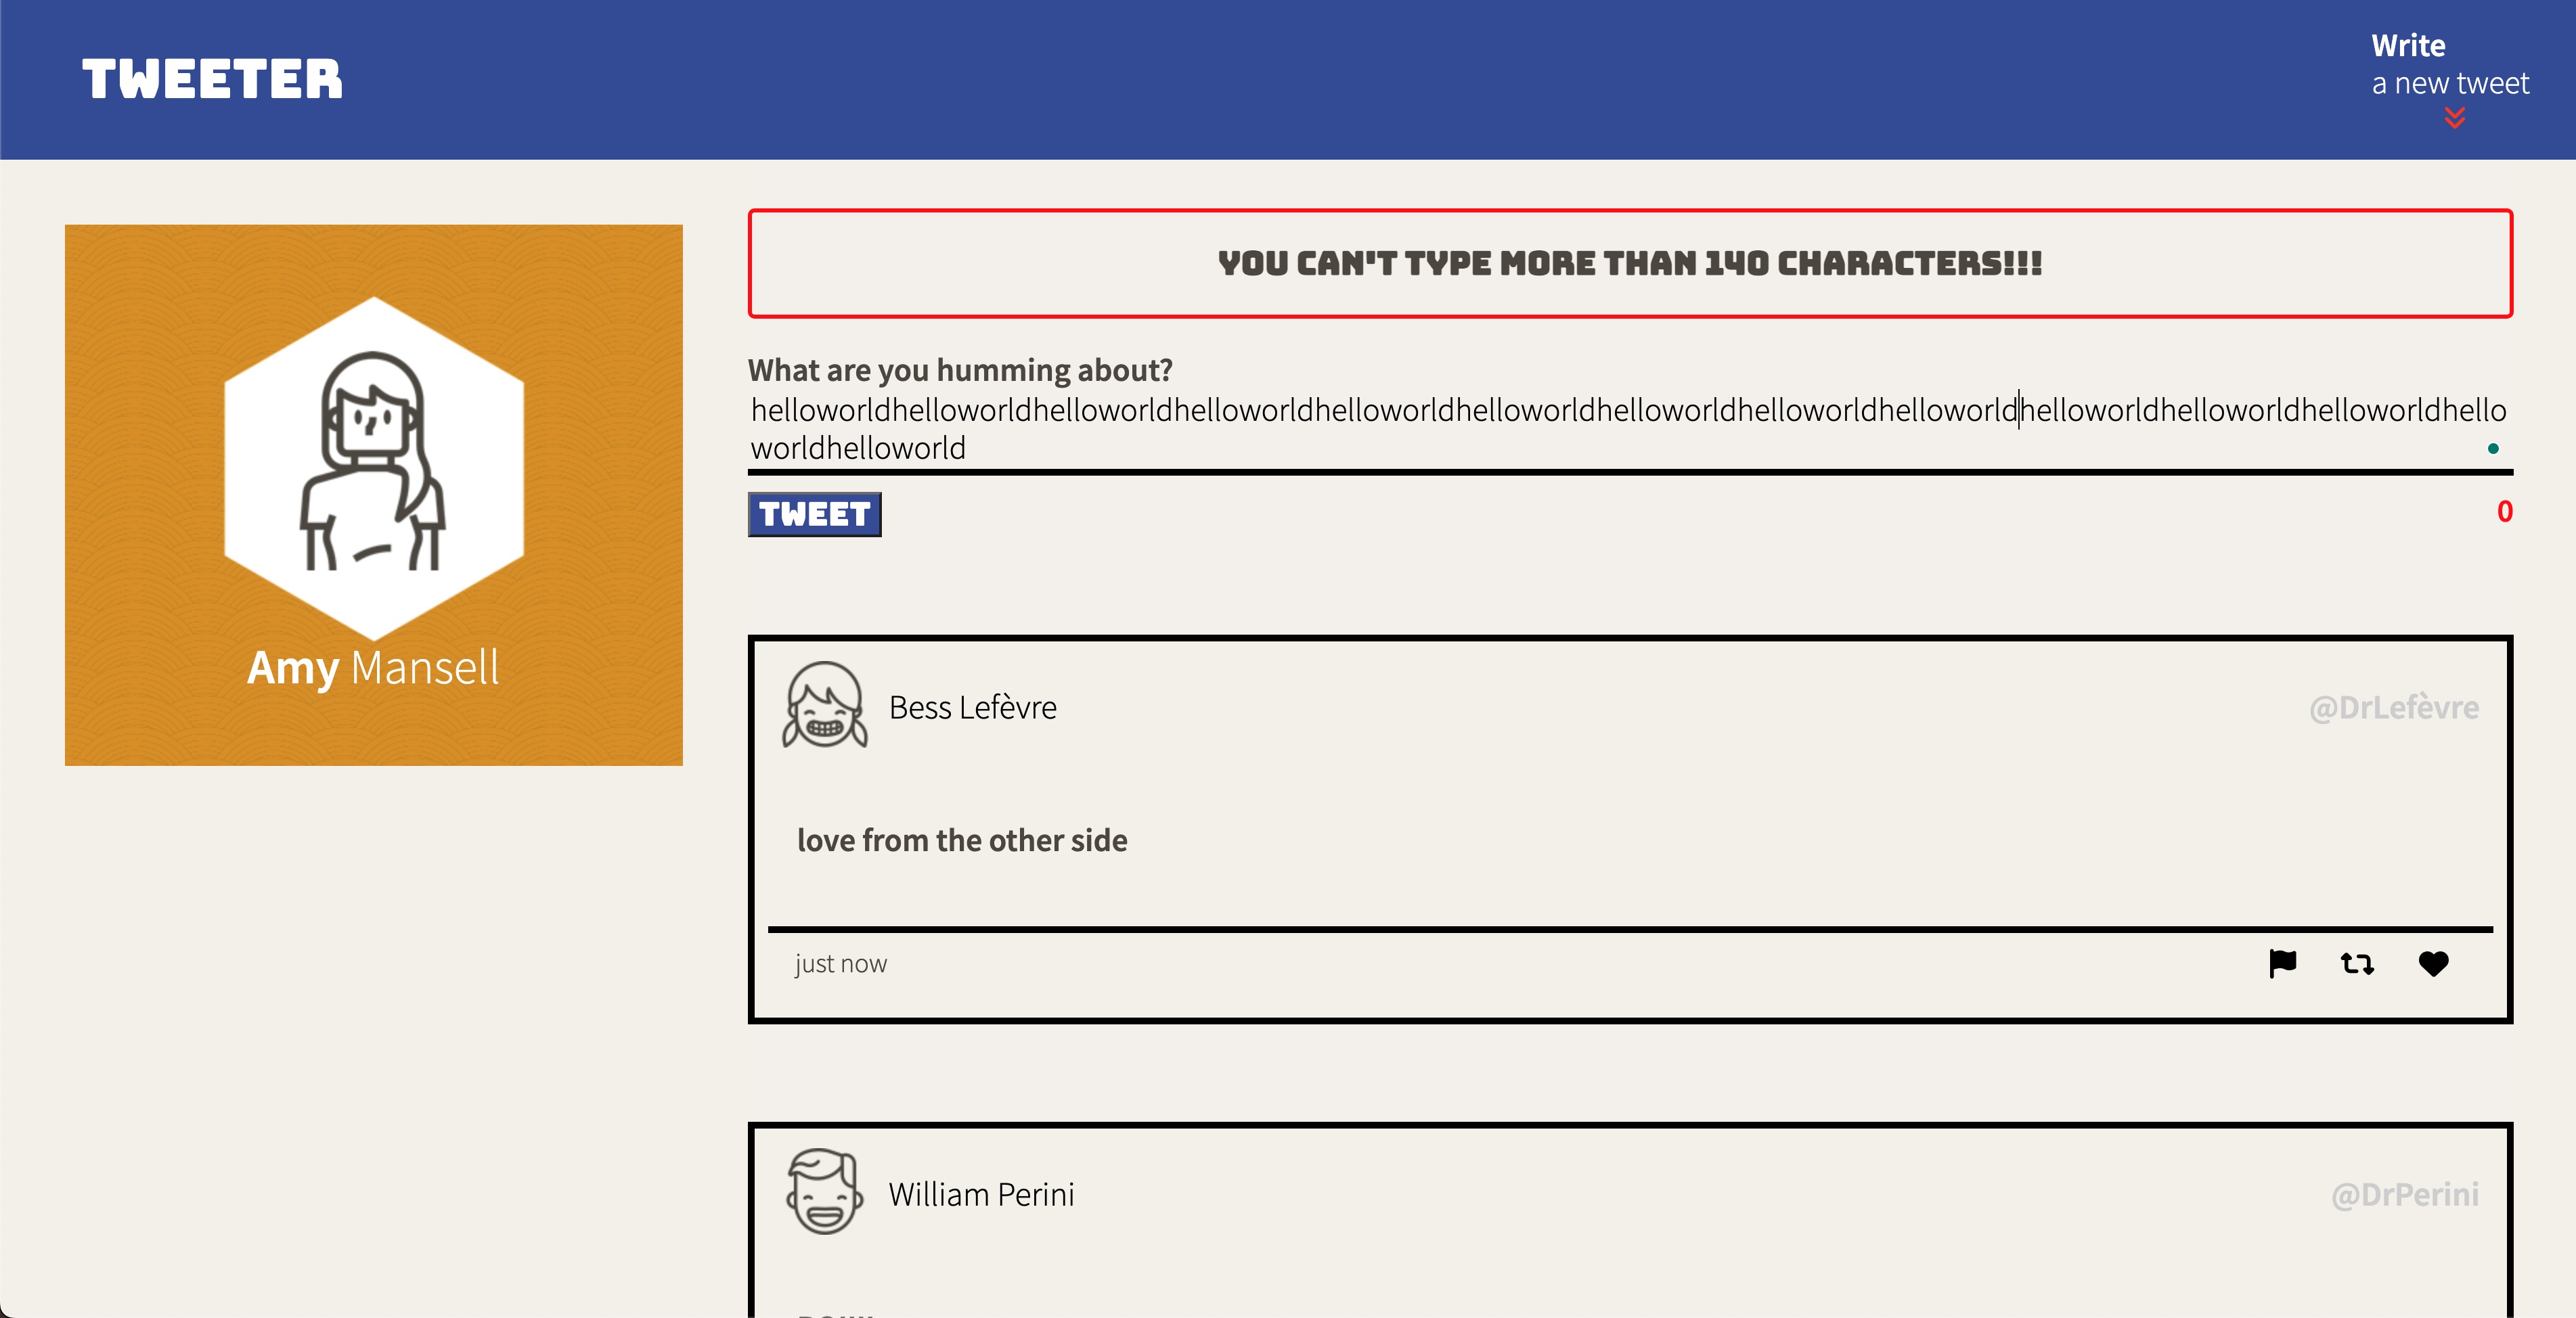 TWEETER
Write
a new tweet
YOU CAN'T TYPE MORE THAN 140 CHARACTERS!!!
What are you humming about?
helloworldhelloworldhelloworldhelloworldhelloworldhelloworldhelloworldhelloworldhelloworldhelloworldhelloworldhelloworldhello
worldhelloworld
TWEET
0
Amy Mansell
Bess Lefèvre
@DrLefèvre
love from the other side
just now
William Perini
@DrPerini